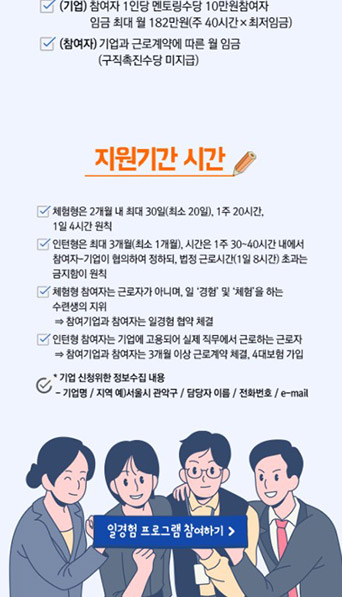 (기업) 참여자 1인당 멘토링수당 10만원참여자
임금 최대 월 182만원(주 40시간×최저임금)
(참여자) 기업과 근로계약에 따른 월 임금
(구직촉진수당 미지급)
지원기간 시간
체험형은 2개월 내 최대 30일(최소 20일), 1주 20시간,
1일 4시간 원칙
인턴형은 최대 3개월(최소 1개월), 시간은 1주 30~40시간 내에서
참여자-기업이 협의하여 정하되, 법정 근로시간(1일 8시간) 초과는
금지함이 원칙
체험형 참여자는 근로자가 아니며, 일 '경험' 및 '체험'을 하는
수련생의 지위
⇒ 참여기업과 참여자는 일경험 협약 체결
인턴형 참여자는 기업에 고용되어 실제 직무에서 근로하는 근로자
⇒ 참여기업과 참여자는 3개월 이상 근로계약 체결, 4대보험 가입
* 기업 신청위한 정보수집 내용
- 기업명 / 지역 예)서울시 관악구 / 담당자 이름 / 전화번호 / e-mail
일경험 프로그램 참여하기 >